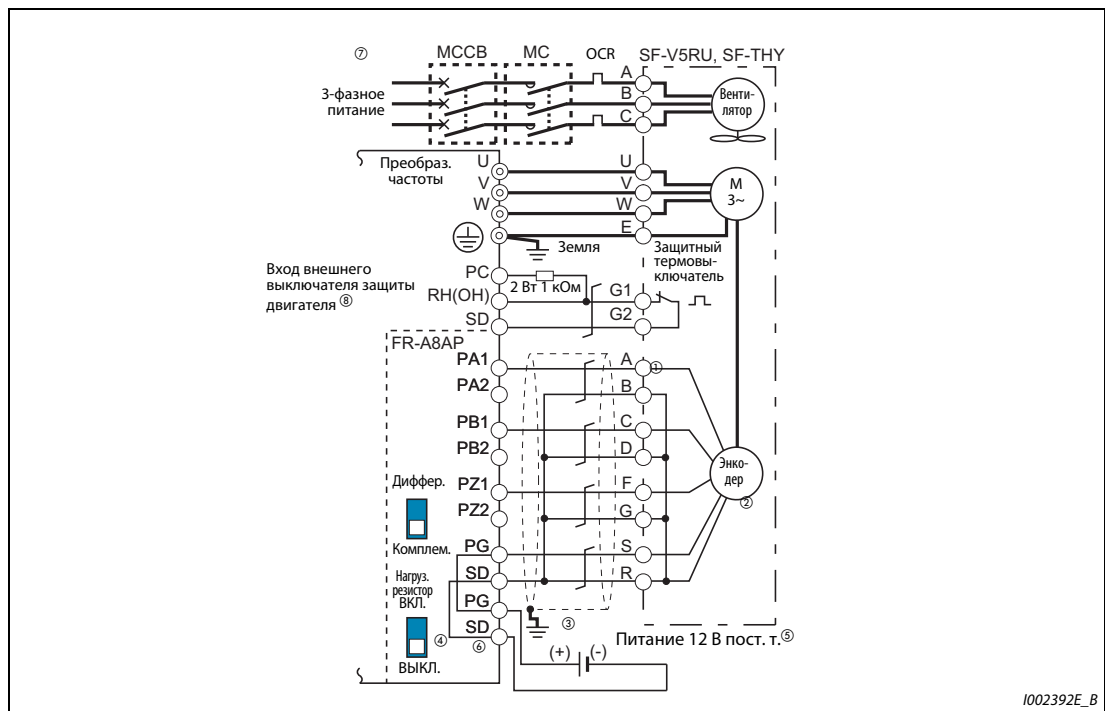 ⑦ MCCB MC OCR SF-V5RU, SF-THY
3-фазное
питание
A
B
C
Венти-
лятор
Преобраз.
частоты
U
V
W
U
V
W
E
M
3~
Земля
Защитный
термовы-
ключатель
Вход внешнего
выключателя защиты
двигателя ⑧
PC
RH(OH)
SD
2 Вт 1 кОм
G1
G2
FR-A8AP
PA1
PA2
PB1
PB2
PZ1
PZ2
PG
SD
PG
SD
A ①
B
C
D
F
G
S
R
Энко-
дер
②
Диффер.
Комплем.
Нагруз.
резистор
ВКЛ.
④
ВЫКЛ.
⑥
③
Питание 12 В пост. т.⑤
(+) (-)
I002392E_B